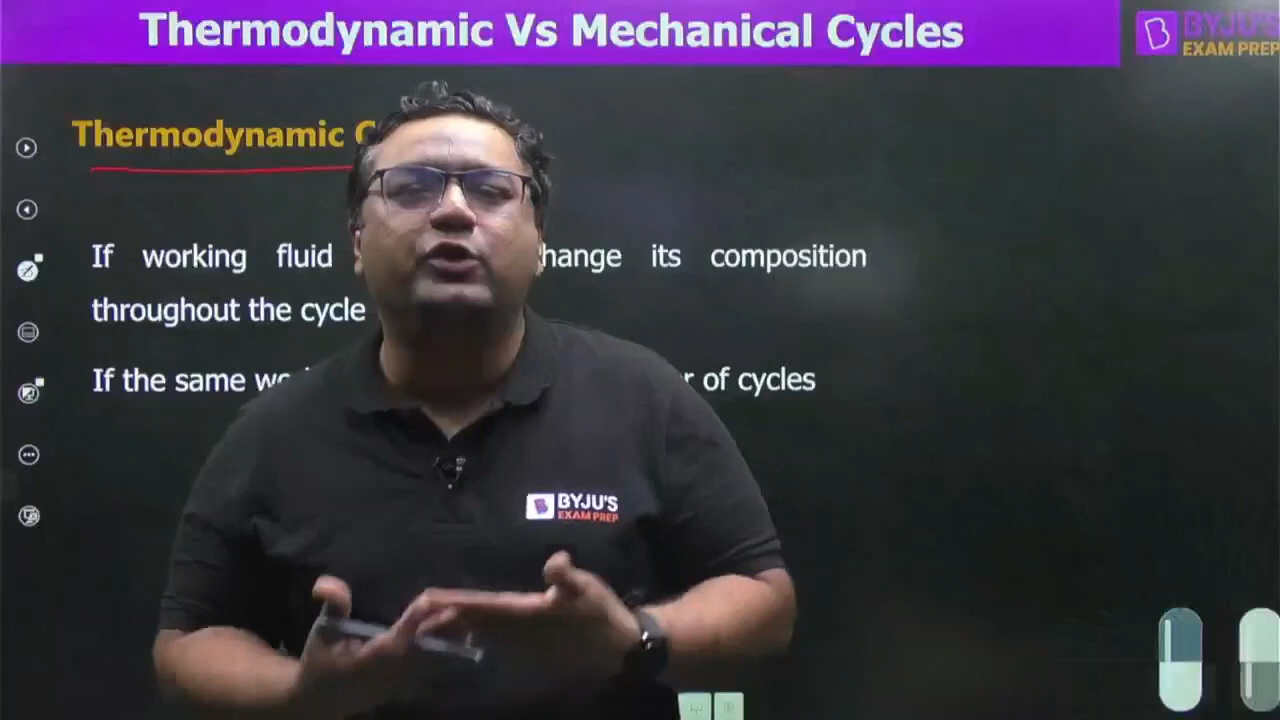 Thermodynamic Vs Mechanical Cycles
BYJU'S
EXAM PREP
Thermodynamic C
If working fluid hange its composition
throughout the cycle
If the same wo r of cycles
BYJU'S
EXAM PREP